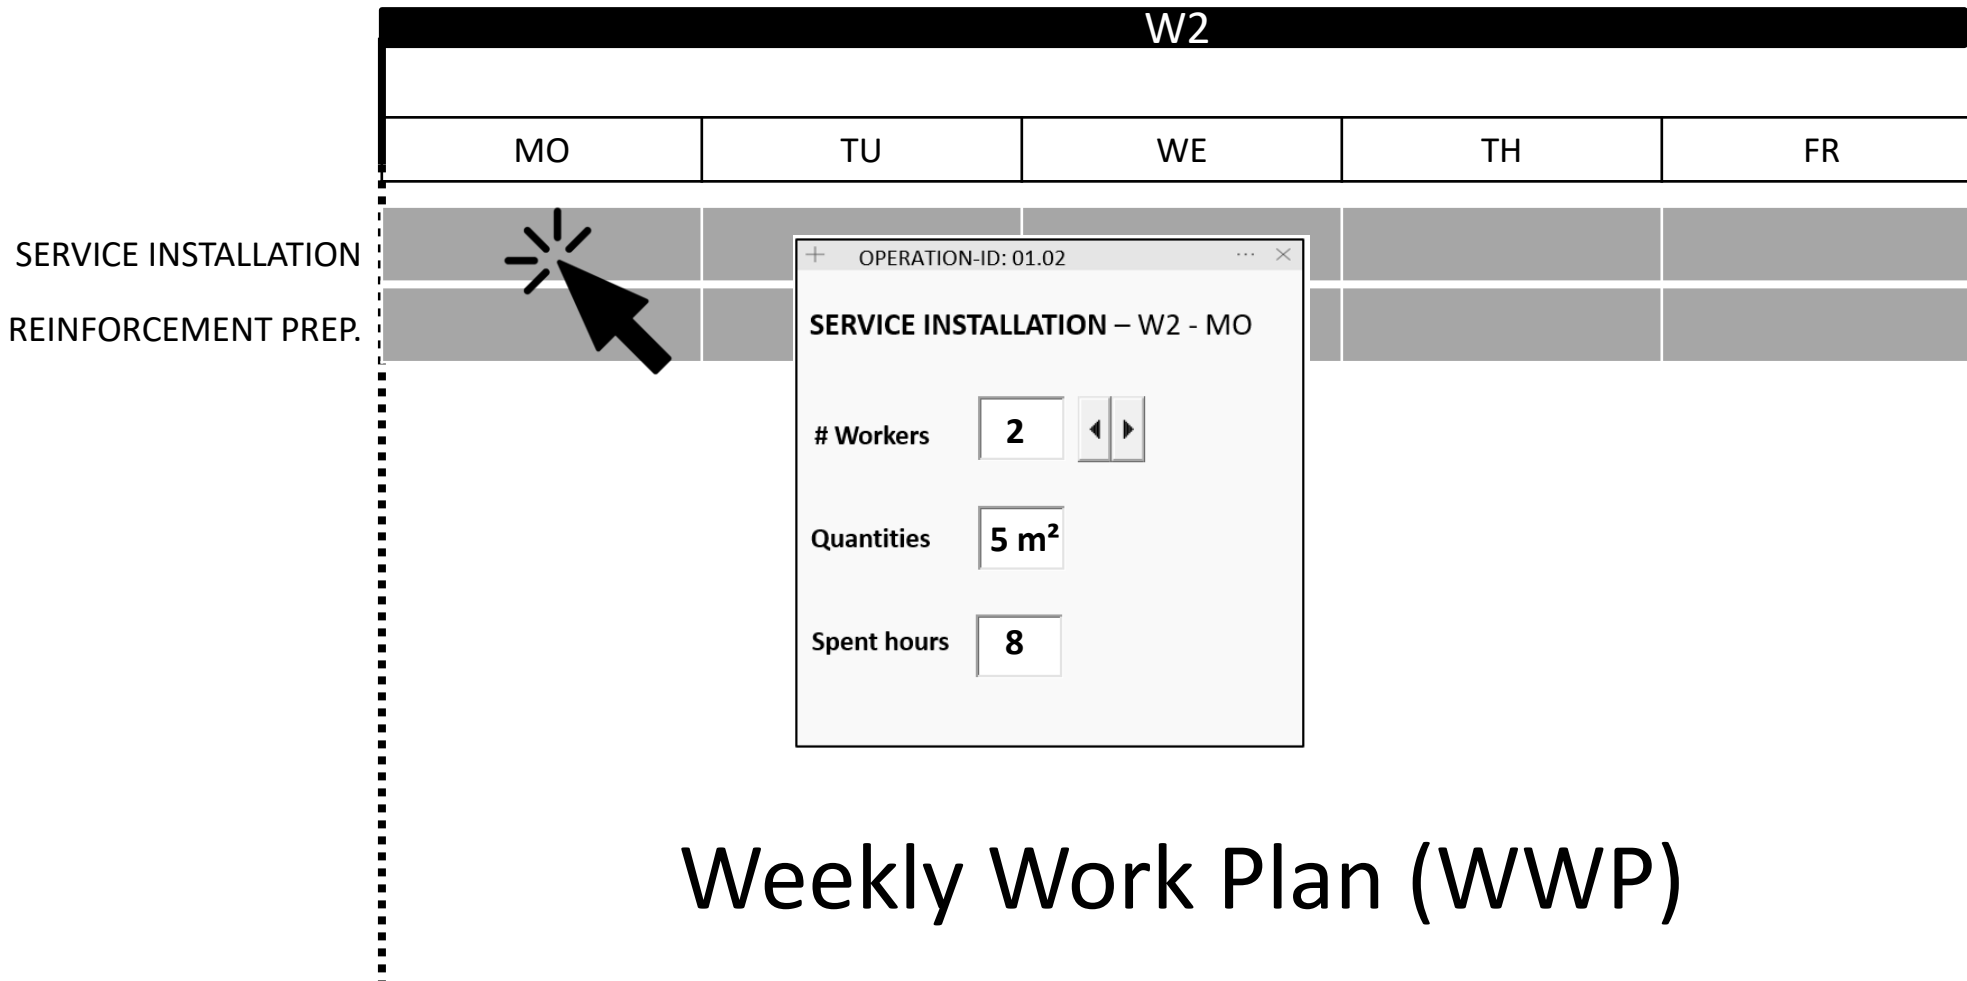 W2
MO TU WE TH FR
SERVICE INSTALLATION
REINFORCEMENT PREP.
+ OPERATION-ID: 01.02 ... ×
SERVICE INSTALLATION – W2 - MO
# Workers 2
Quantities 5 m²
Spent hours 8
Weekly Work Plan (WWP)